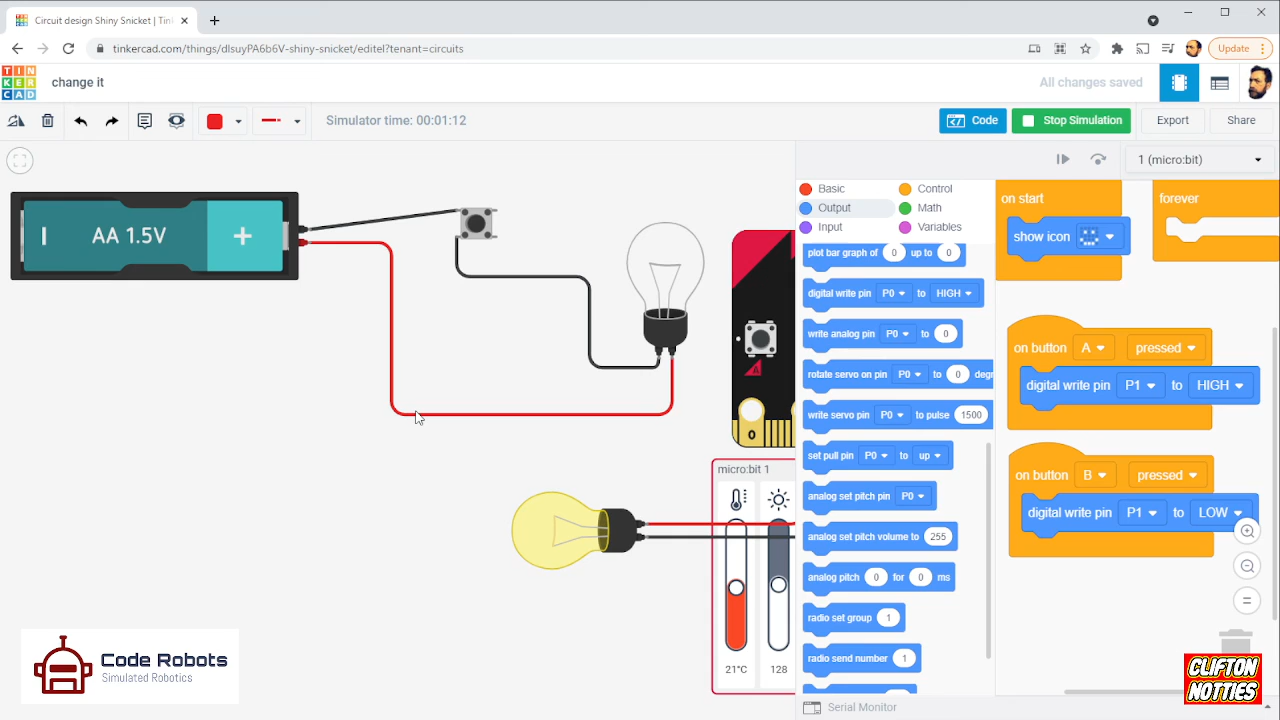 Circuit design Shiny Snicket | Tin
tinkercad.com/things/dlsuyPA6b6V-shiny-snicket/editel?tenant=circuits
Update
TIN
KER
CAD
change it
All changes saved
Simulator time: 00:01:12
Code
Stop Simulation
Export
Share
1 (micro:bit)
Basic
Control
Output
Math
Input
Variables
AA 1.5V
plot bar graph of 0 up to 0
digital write pin P0 to HIGH
write analog pin P0 to 0
rotate servo on pin P0 to 0 degr
write servo pin P0 to pulse 1500
set pull pin P0 to up
analog set pitch pin P0
analog set pitch volume to 255
analog pitch 0 for 0 ms
radio set group 1
radio send number 1
on start
show icon
forever
on button A pressed
digital write pin P1 to HIGH
on button B pressed
digital write pin P1 to LOW
A
0
micro:bit 1
21°C
128
Serial Monitor
Code Robots
Simulated Robotics
CLIFTON
NOTTIES